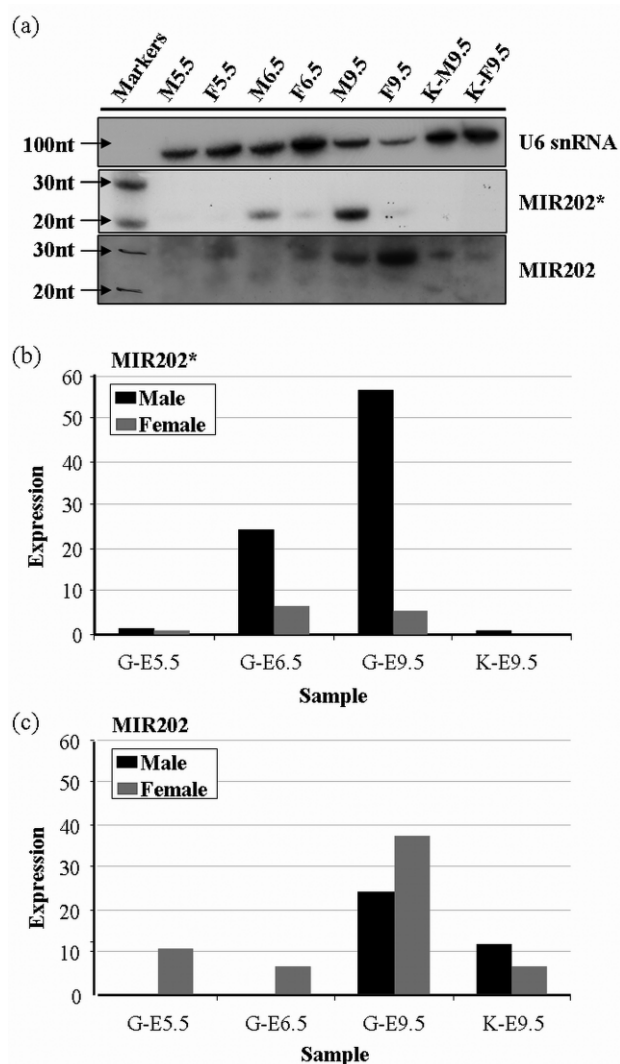 (a)
Markers M5.5 F5.5 M6.5 F6.5 M9.5 F9.5 K-M9.5 K-F9.5
100nt U6 snRNA
30nt
20nt MIR202*
30nt
20nt MIR202
(b) MIR202*
60
50
40
30
20
10
0
Expression
Male
Female
G-E5.5 G-E6.5 G-E9.5 K-E9.5
Sample
(c) MIR202
60
50
40
30
20
10
0
Expression
Male
Female
G-E5.5 G-E6.5 G-E9.5 K-E9.5
Sample